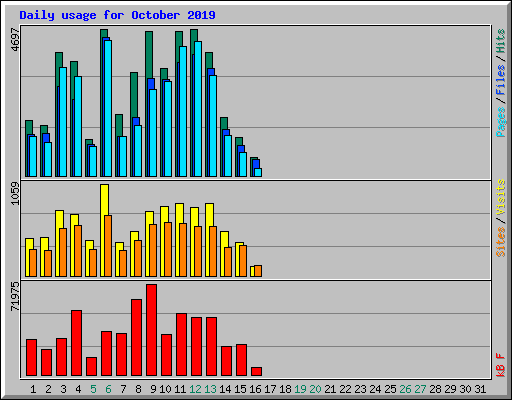 Daily usage for October 2019
4697
Pages / Files / Hits
1059
Sites / Visits
71975
kB F
1 2 3 4 5 6 7 8 9 10 11 12 13 14 15 16 17 18 19 20 21 22 23 24 25 26 27 28 29 30 31